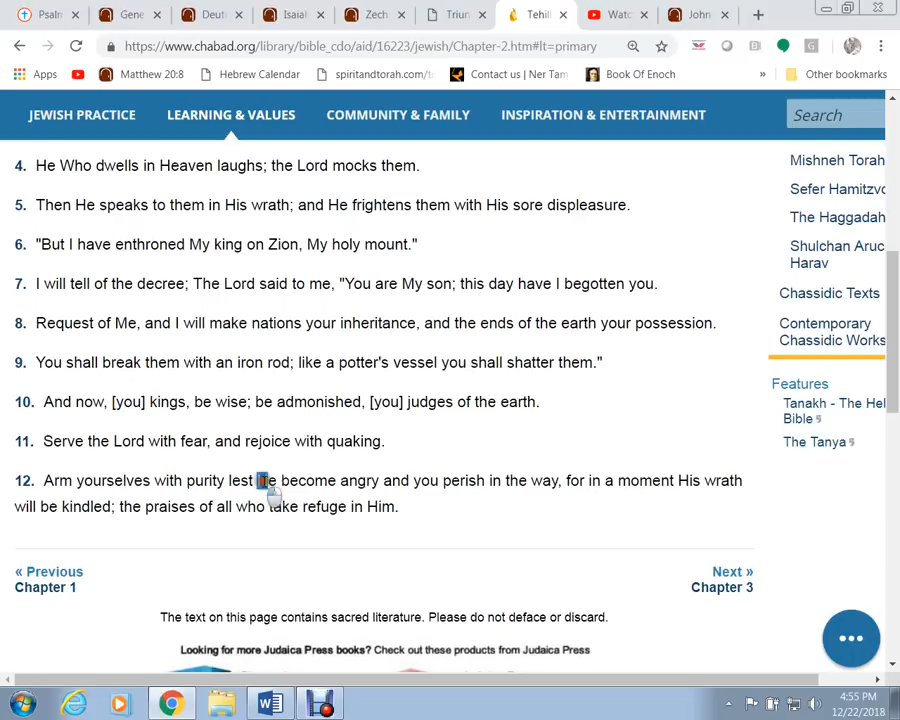 Psaln
Gene
Deut
Isaial
Zech
Triun
Tehill
Watc
John
https://www.chabad.org/library/bible_cdo/aid/16223/jewish/Chapter-2.htm#lt=primary
Apps
Matthew 20:8
Hebrew Calendar
spiritandtorah.com/te
Contact us | Ner Tam
Book Of Enoch
»
Other bookmarks
JEWISH PRACTICE
LEARNING & VALUES
COMMUNITY & FAMILY
INSPIRATION & ENTERTAINMENT
Search
4. He Who dwells in Heaven laughs; the Lord mocks them.
5. Then He speaks to them in His wrath; and He frightens them with His sore displeasure.
6. "But I have enthroned My king on Zion, My holy mount."
7. I will tell of the decree; The Lord said to me, "You are My son; this day have I begotten you.
8. Request of Me, and I will make nations your inheritance, and the ends of the earth your possession.
9. You shall break them with an iron rod; like a potter's vessel you shall shatter them."
10. And now, [you] kings, be wise; be admonished, [you] judges of the earth.
11. Serve the Lord with fear, and rejoice with quaking.
12. Arm yourselves with purity lest He become angry and you perish in the way, for in a moment His wrath
will be kindled; the praises of all who take refuge in Him.
« Previous
Chapter 1
Next »
Chapter 3
The text on this page contains sacred literature. Please do not deface or discard.
Looking for more Judaica Press books? Check out these products from Judaica Press
Mishneh Torah
Sefer Hamitzvo
The Haggadah
Shulchan Aruc
Harav
Chassidic Texts
Contemporary
Chassidic Works
Features
Tanakh - The Hel
Bible
The Tanya
4:55 PM
12/22/2018